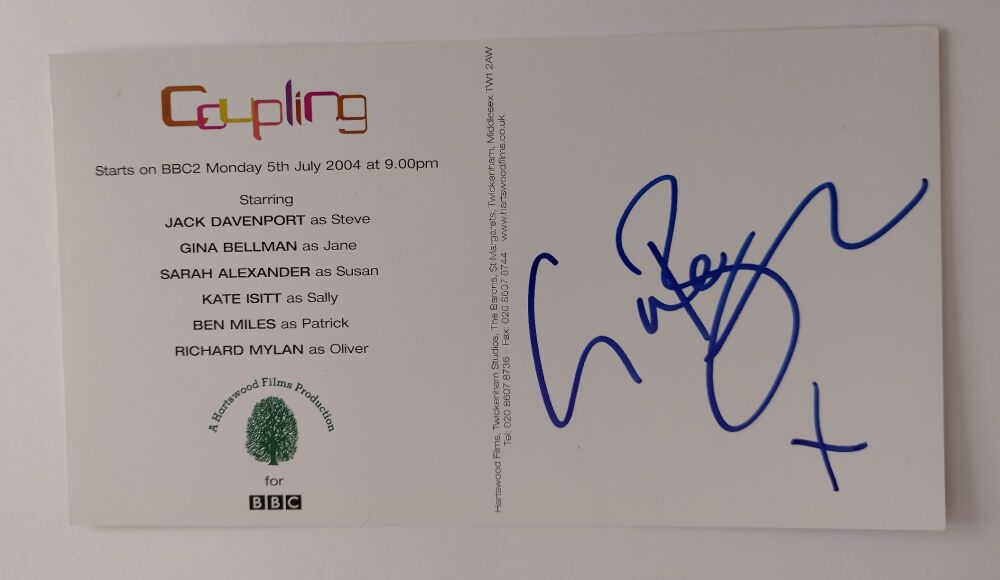 Coupling
Starts on BBC2 Monday 5th July 2004 at 9.00pm
Starring
JACK DAVENPORT as Steve
GINA BELLMAN as Jane
SARAH ALEXANDER as Susan
KATE ISITT as Sally
BEN MILES as Patrick
RICHARD MYLAN as Oliver
A Hartswood Films Production
for
BBC
Hartswood Films, Twickenham Studios, The Barons, St Margarets, Twickenham, Middlesex TW1 2AW
Tel: 020 8607 8736 Fax: 020 8607 8744 www.hartswoodfilms.co.uk
x